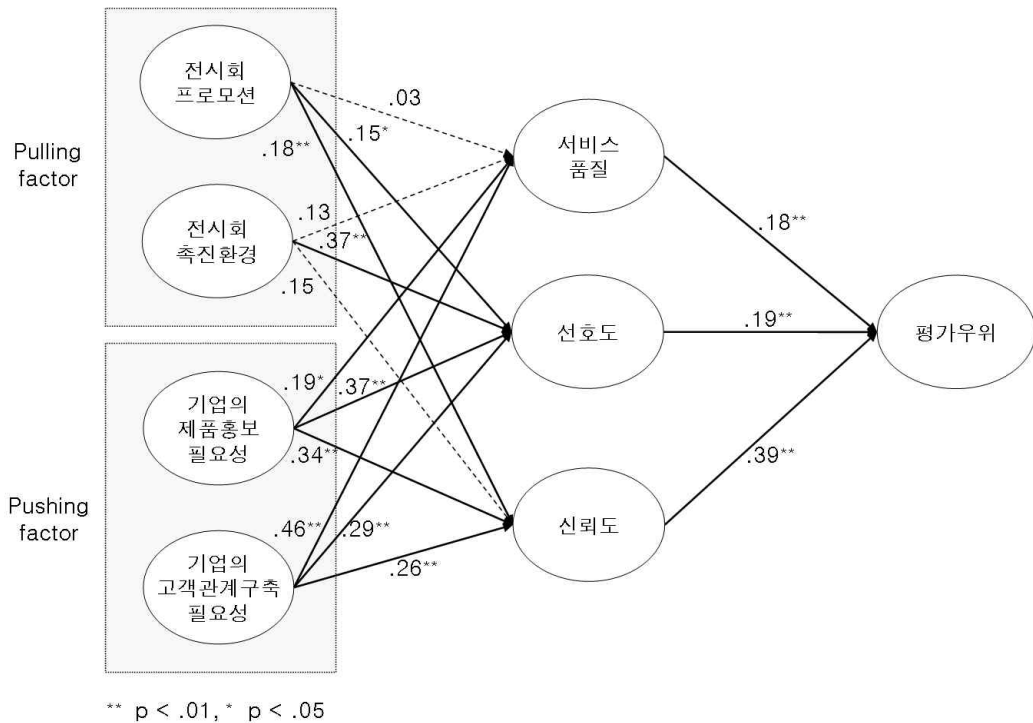 전시회
프로모션
.03
.15*
.18**
서비스
품질
Pulling
factor
.13
전시회
촉진환경
.37**
.15
.18**
선호도
.19**
평가우위
.19*
.37**
기업의
제품홍보
필요성
.34**
.39**
Pushing
factor
.46**
.29**
신뢰도
.26**
기업의
고객관계구축
필요성
** p < .01, * p < .05